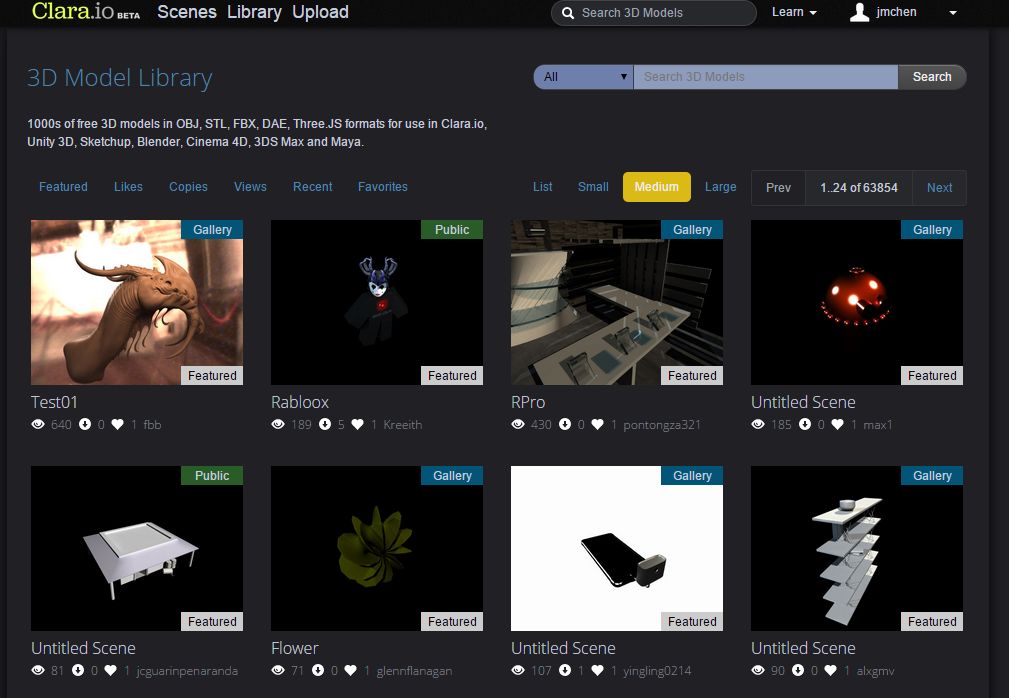 Clara.io BETA Scenes Library Upload Search 3D Models Learn jmchen
3D Model Library All Search 3D Models Search
1000s of free 3D models in OBJ, STL, FBX, DAE, Three.JS formats for use in Clara.io,
Unity 3D, Sketchup, Blender, Cinema 4D, 3DS Max and Maya.
Featured Likes Copies Views Recent Favorites List Small Medium Large Prev 1..24 of 63854 Next
Gallery Public Gallery Gallery
Featured Featured Featured Featured
Test01 Rabloox RPro Untitled Scene
640 0 1 fbb 189 5 1 Kreeith 430 0 1 pontongza321 185 0 1 max1
Public Gallery Gallery Gallery
Featured Featured Featured Featured
Untitled Scene Flower Untitled Scene Untitled Scene
81 0 1 jcguarinpenaranda 71 0 1 glennflanagan 107 1 1 yingling0214 90 0 1 alxgmv